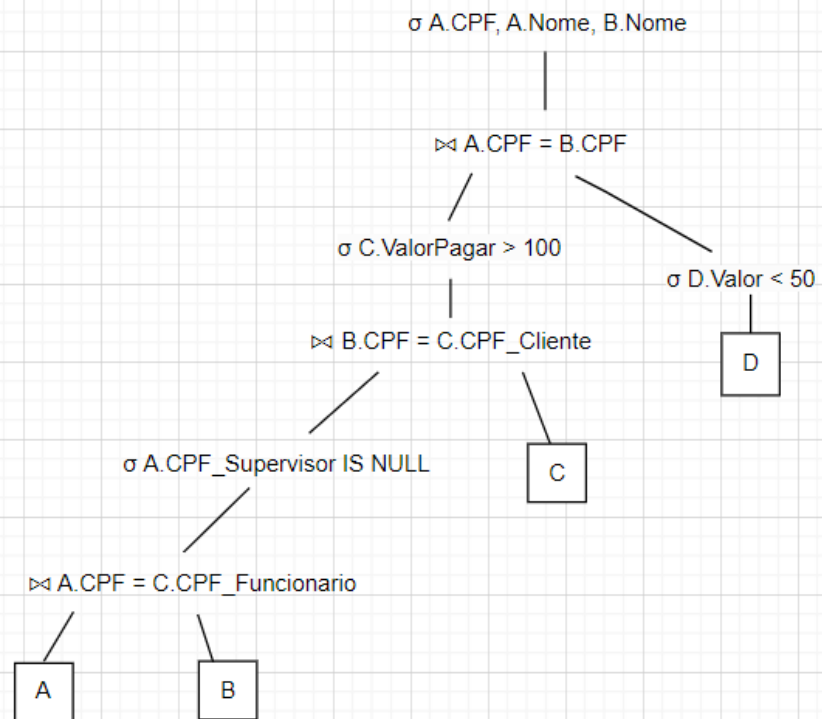 σ A.CPF, A.Nome, B.Nome
⋈ A.CPF = B.CPF
σ C.ValorPagar > 100
σ D.Valor < 50
⋈ B.CPF = C.CPF_Cliente
D
σ A.CPF_Supervisor IS NULL
C
⋈ A.CPF = C.CPF_Funcionario
A
B